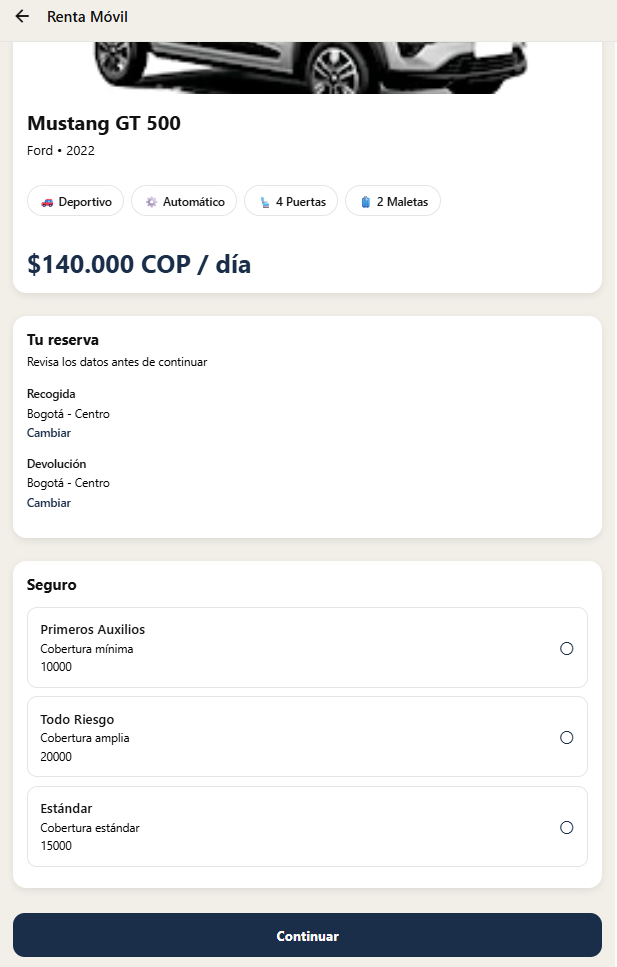 Renta Móvil
Mustang GT 500
Ford • 2022
Deportivo
Automático
4 Puertas
2 Maletas
$140.000 COP / día
Tu reserva
Revisa los datos antes de continuar
Recogida
Bogotá - Centro
Cambiar
Devolución
Bogotá - Centro
Cambiar
Seguro
Primeros Auxilios
Cobertura mínima
10000
Todo Riesgo
Cobertura amplia
20000
Estándar
Cobertura estándar
15000
Continuar